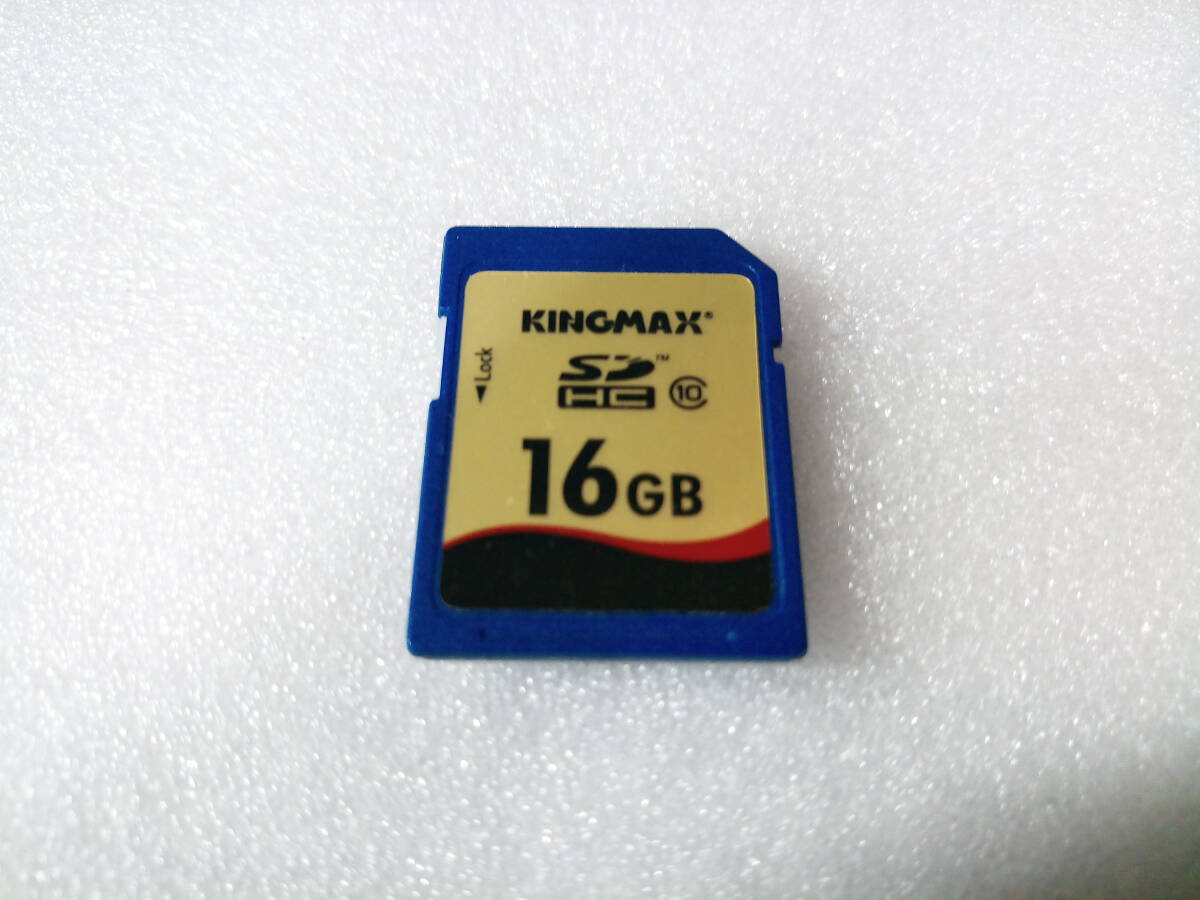 KINGMAX®
◄Lock
SD™
HC 10
16GB